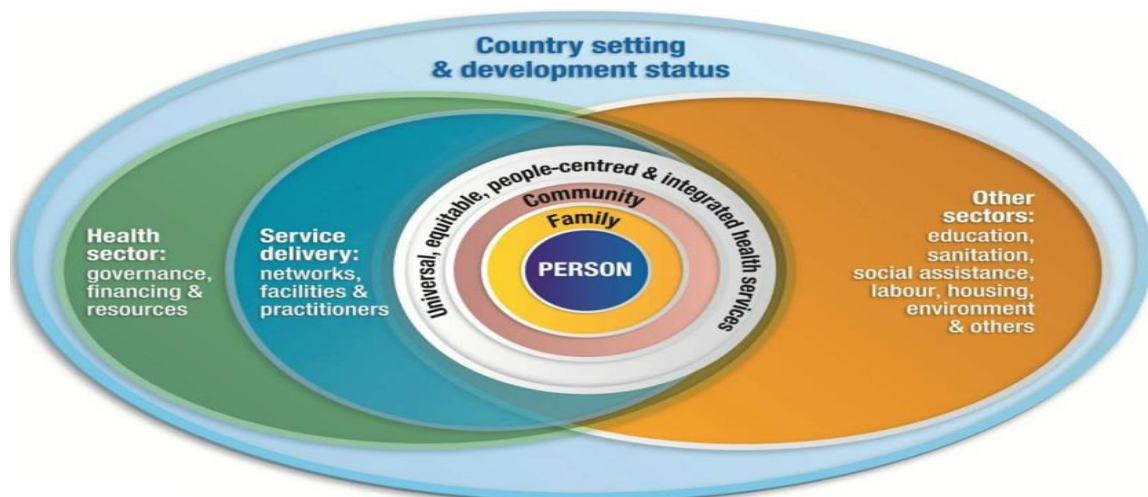 Country setting
& development status
Universal, equitable, people-centred & integrated health services
Community
Family
PERSON
Health
sector:
governance,
financing &
resources
Service
delivery:
networks,
facilities &
practitioners
Other
sectors:
education,
sanitation,
social assistance,
labour, housing,
environment
& others